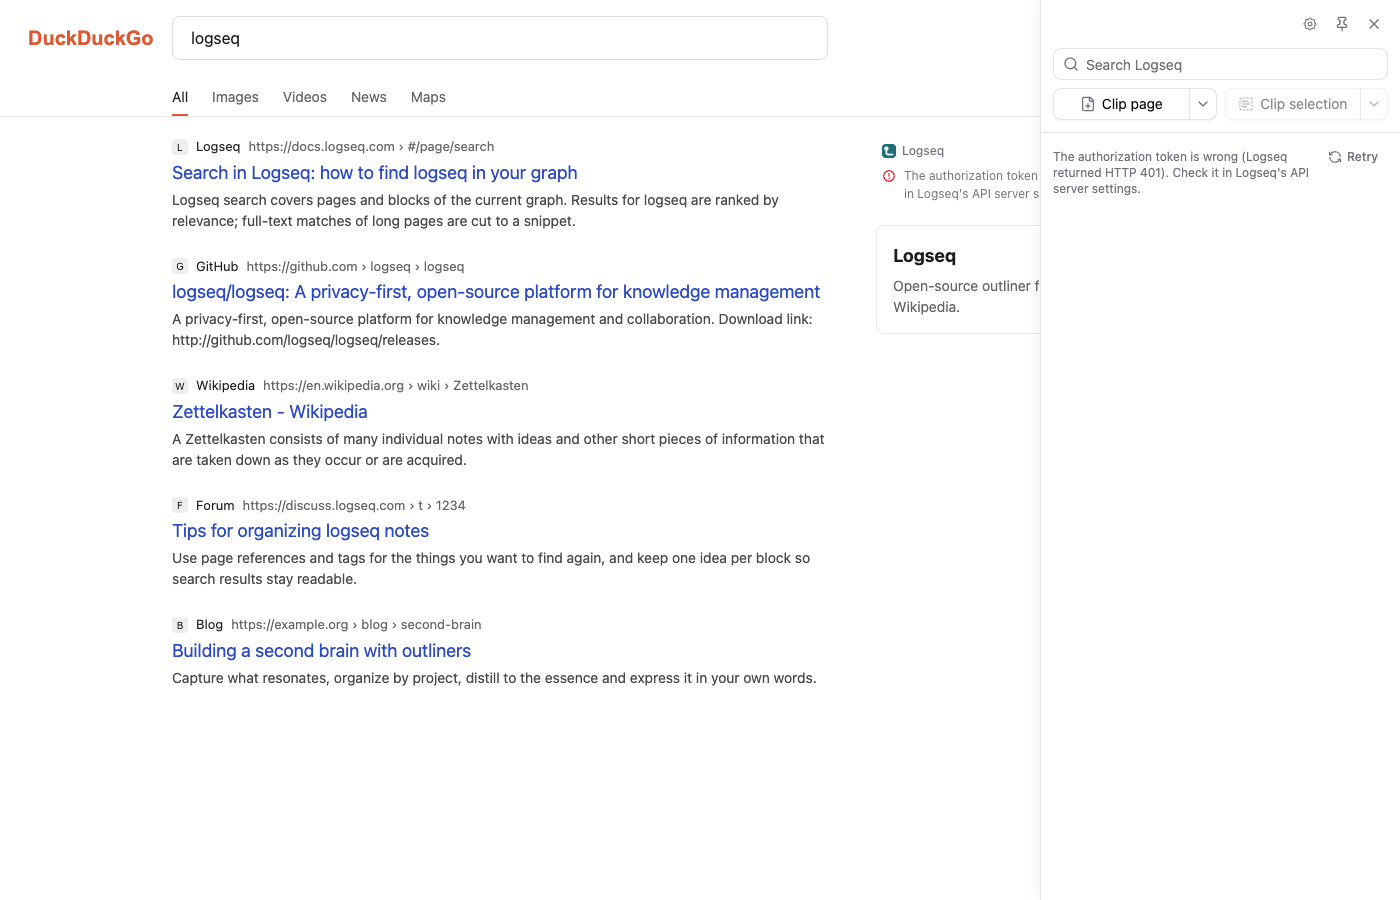 DuckDuckGo
logseq
All Images Videos News Maps
L Logseq https://docs.logseq.com › #/page/search
Search in Logseq: how to find logseq in your graph
Logseq search covers pages and blocks of the current graph. Results for logseq are ranked by
relevance; full-text matches of long pages are cut to a snippet.
G GitHub https://github.com › logseq › logseq
logseq/logseq: A privacy-first, open-source platform for knowledge management
A privacy-first, open-source platform for knowledge management and collaboration. Download link:
http://github.com/logseq/logseq/releases.
W Wikipedia https://en.wikipedia.org › wiki › Zettelkasten
Zettelkasten - Wikipedia
A Zettelkasten consists of many individual notes with ideas and other short pieces of information that
are taken down as they occur or are acquired.
F Forum https://discuss.logseq.com › t › 1234
Tips for organizing logseq notes
Use page references and tags for the things you want to find again, and keep one idea per block so
search results stay readable.
B Blog https://example.org › blog › second-brain
Building a second brain with outliners
Capture what resonates, organize by project, distill to the essence and express it in your own words.
Logseq
The authorization token
in Logseq's API server s
Logseq
Open-source outliner f
Wikipedia.
Search Logseq
Clip page
Clip selection
The authorization token is wrong (Logseq
returned HTTP 401). Check it in Logseq's API
server settings.
Retry